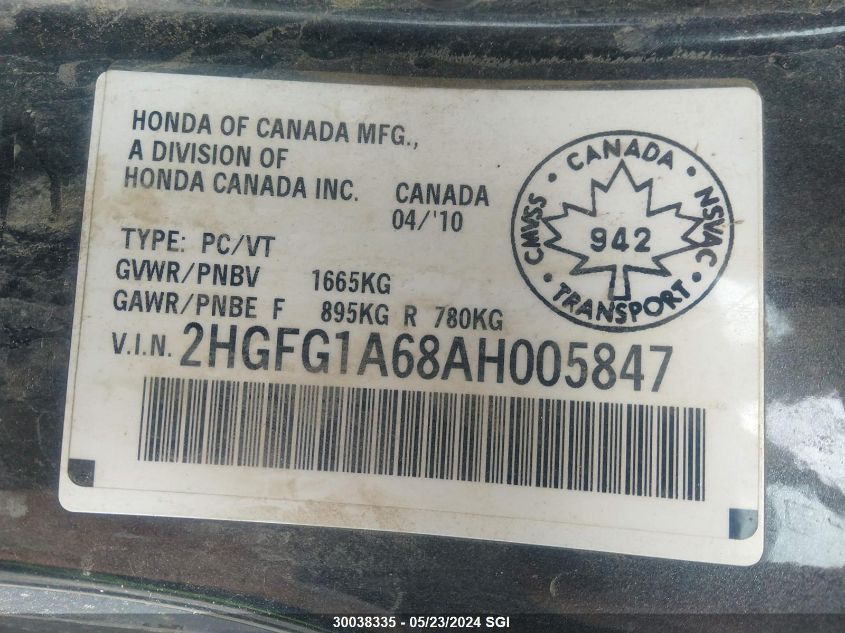 HONDA OF CANADA MFG.,
A DIVISION OF
HONDA CANADA INC. CANADA
04/'10
TYPE: PC/VT
GVWR/PNBV 1665KG
GAWR/PNBE F 895KG R 780KG
V.I.N. 2HGFG1A68AH005847
CMVSS • CANADA • NSVAC • TRANSPORT •
942
30038335 - 05/23/2024 SGI